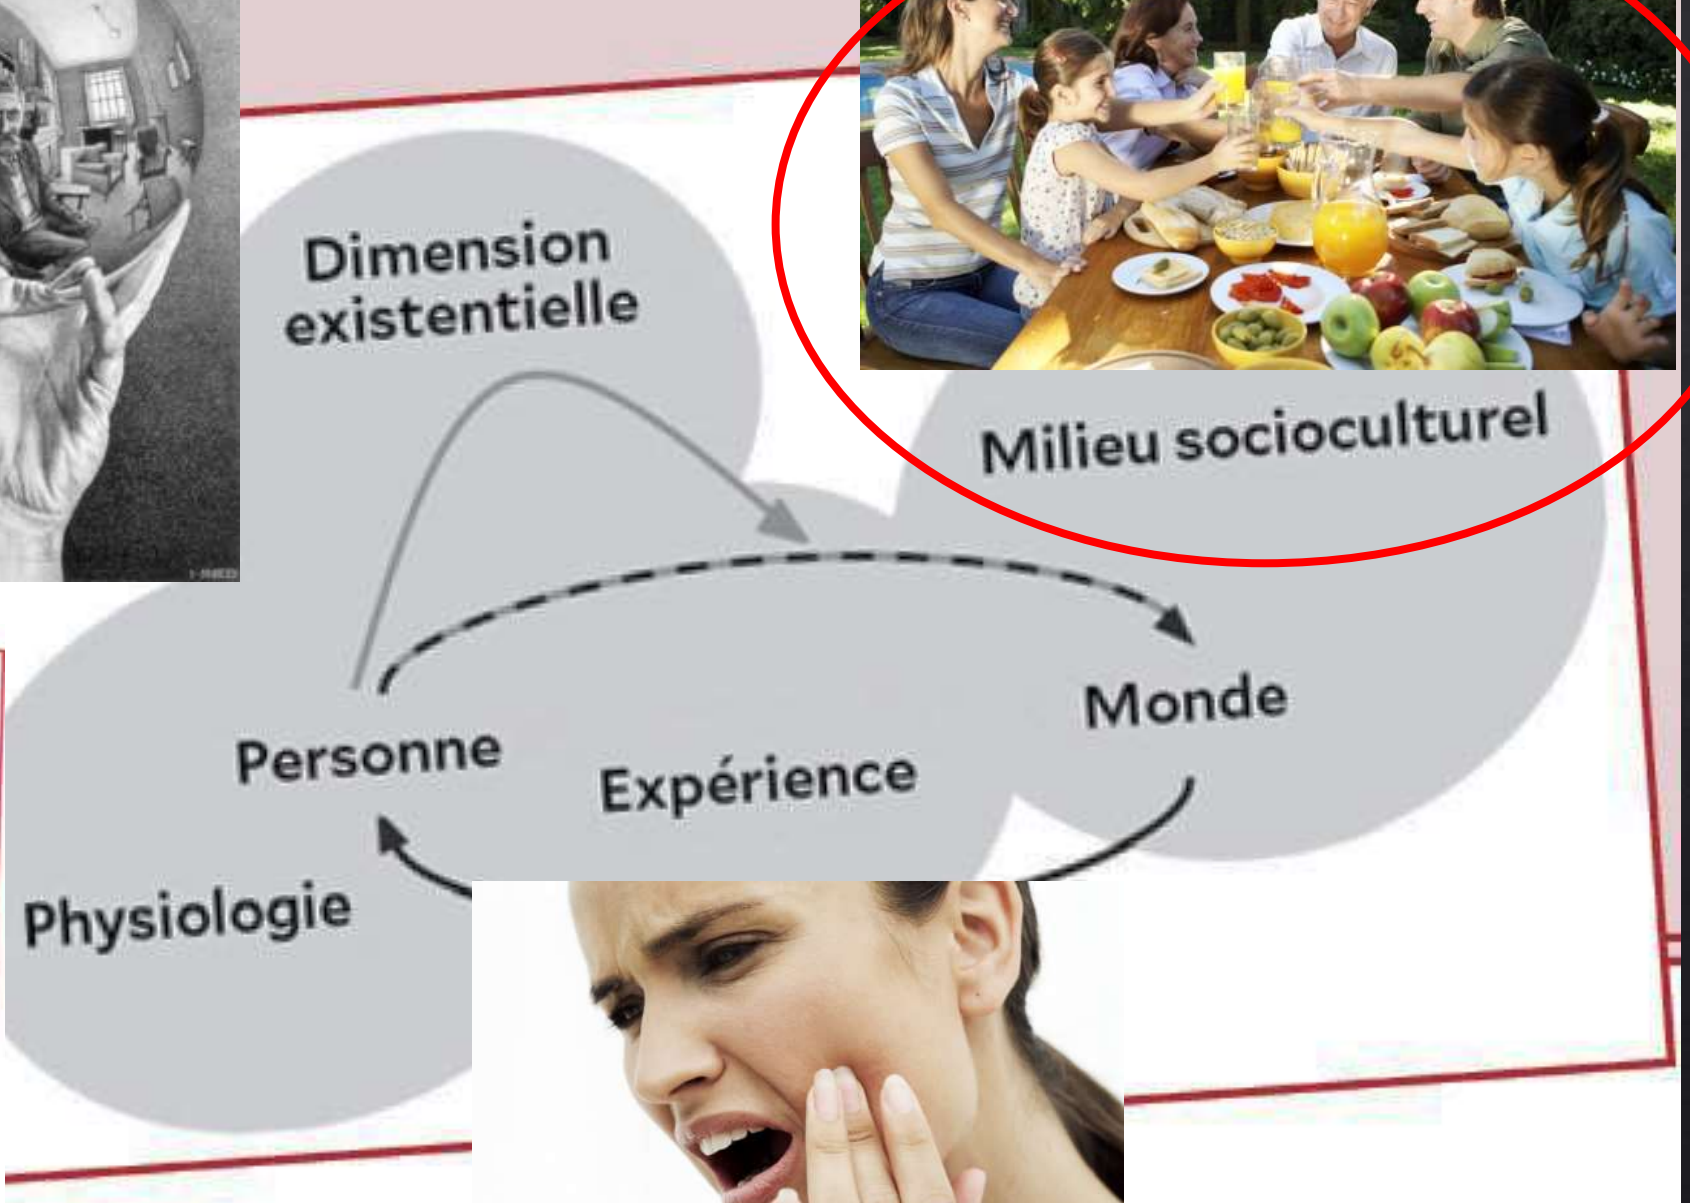 Dimension
existentielle
Milieu socioculturel
Monde
Personne
Expérience
Physiologie